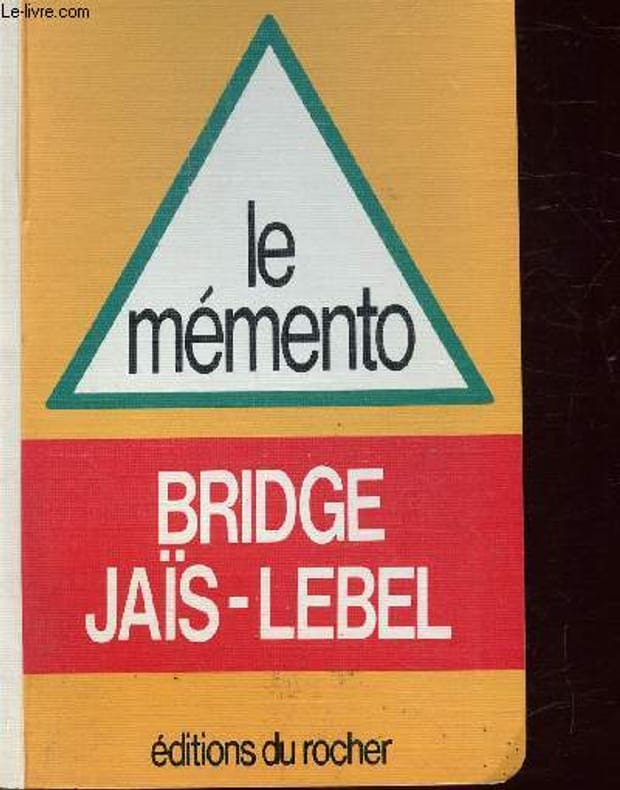 Le-livre.com
le
mémento
BRIDGE
JAÏS-LEBEL
éditions du rocher